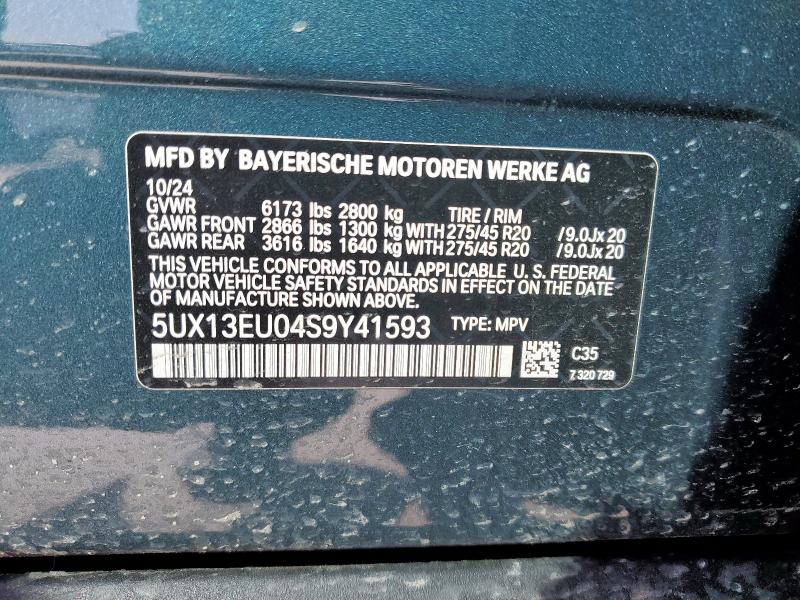 MFD BY BAYERISCHE MOTOREN WERKE AG
10/24
GVWR 6173 lbs 2800 kg TIRE / RIM
GAWR FRONT 2866 lbs 1300 kg WITH 275/45 R20 /9.0Jx20
GAWR REAR 3616 lbs 1640 kg WITH 275/45 R20 /9.0Jx20
THIS VEHICLE CONFORMS TO ALL APPLICABLE U. S. FEDERAL
MOTOR VEHICLE SAFETY STANDARDS IN EFFECT ON THE DATE
OF MANUFACTURE SHOWN ABOVE.
5UX13EU04S9Y41593 TYPE: MPV
C35
7 320 729